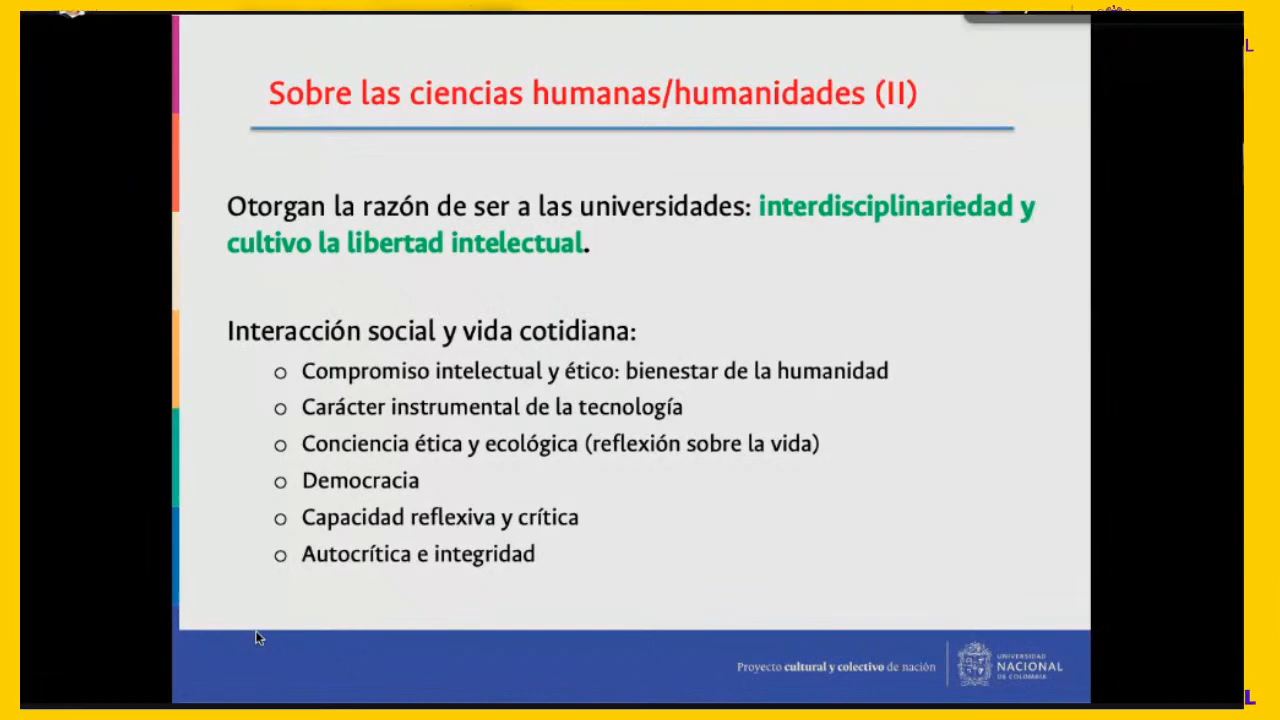 Sobre las ciencias humanas/humanidades (II)
Otorgan la razón de ser a las universidades: interdisciplinariedad y
cultivo la libertad intelectual.
Interacción social y vida cotidiana:
o Compromiso intelectual y ético: bienestar de la humanidad
o Carácter instrumental de la tecnología
o Conciencia ética y ecológica (reflexión sobre la vida)
o Democracia
o Capacidad reflexiva y crítica
o Autocrítica e integridad
Proyecto cultural y colectivo de nación
UNIVERSIDAD
NACIONAL
DE COLOMBIA
L
L